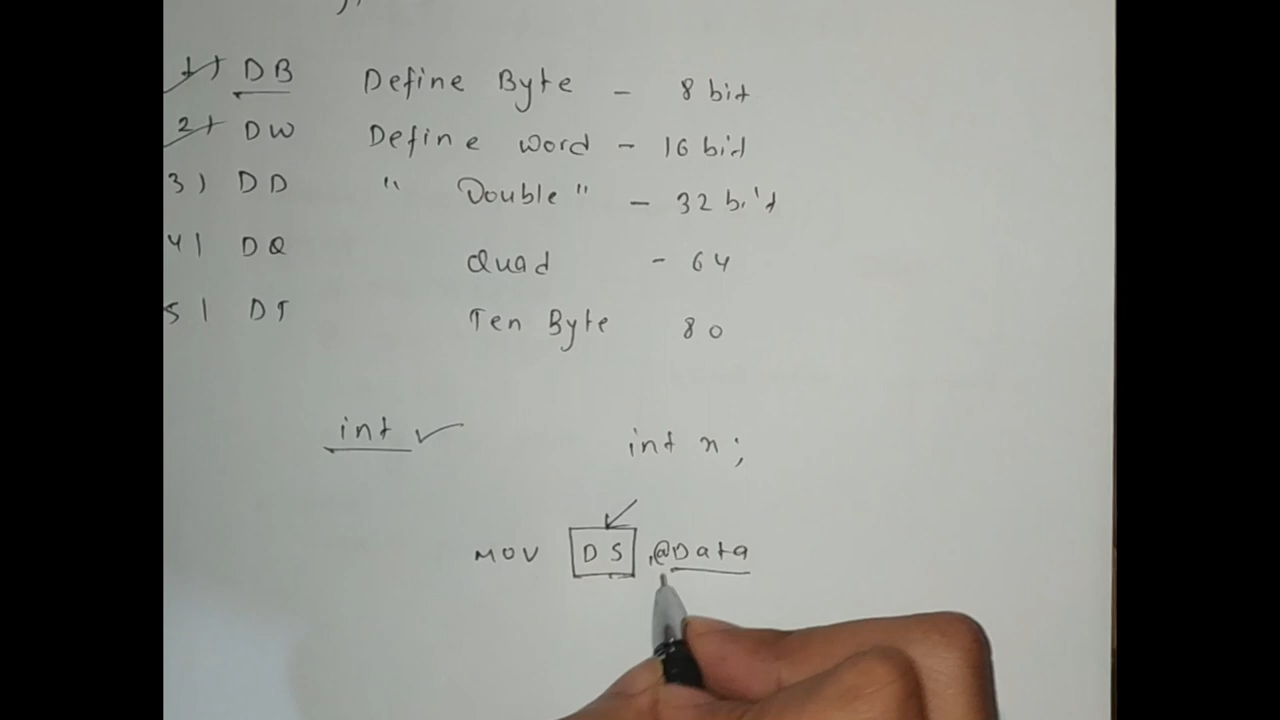 1) DB Define Byte - 8 bit
2) DW Define word - 16 bit
3) DD " Double " - 32 bit
4) DQ Quad - 64
5) DT Ten Byte 80
int int x;
MOV DS ,@Data